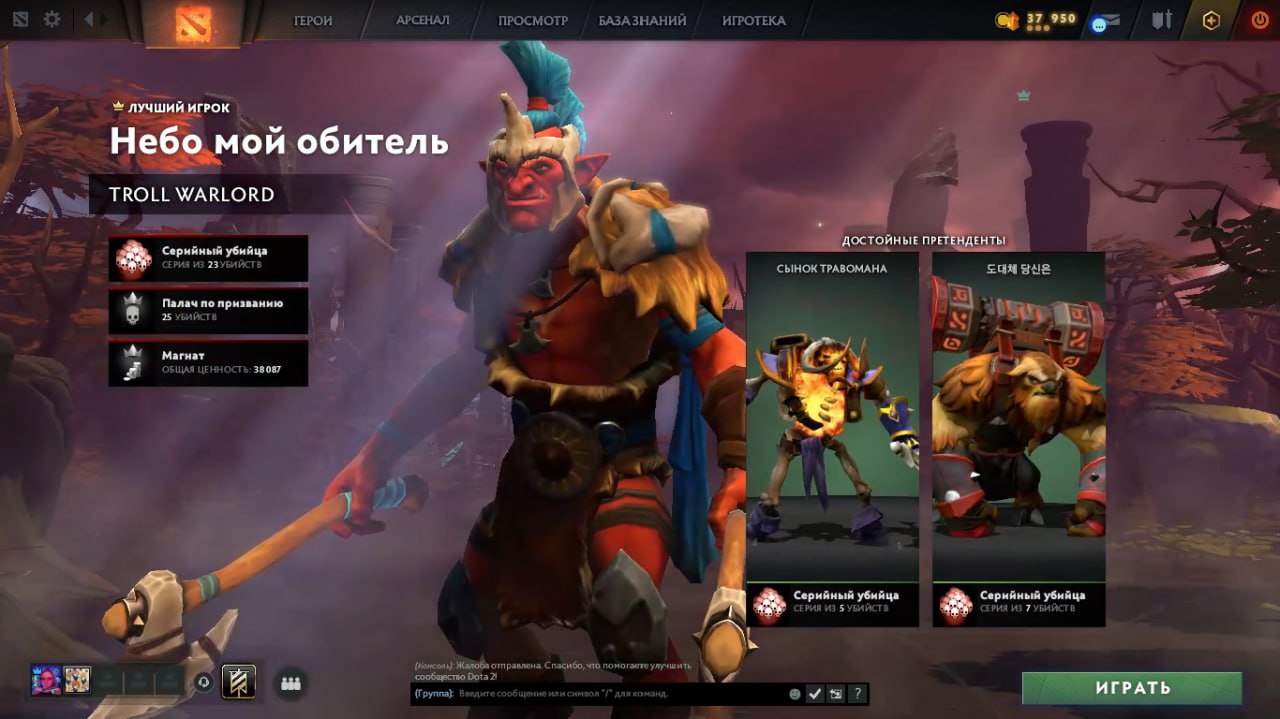 ГЕРОИ
АРСЕНАЛ
ПРОСМОТР
БАЗА ЗНАНИЙ
ИГРОТЕКА
37 950
ЛУЧШИЙ ИГРОК
Небо мой обитель
TROLL WARLORD
Серийный убийца
СЕРИЯ ИЗ 23 УБИЙСТВ
Палач по призванию
25 УБИЙСТВ
Магнат
ОБЩАЯ ЦЕННОСТЬ: 38 087
ДОСТОЙНЫЕ ПРЕТЕНДЕНТЫ
СЫНОК ТРАВОМАНА
Серийный убийца
СЕРИЯ ИЗ 5 УБИЙСТВ
도대체 당신은
Серийный убийца
СЕРИЯ ИЗ 7 УБИЙСТВ
(Консоль): Жалоба отправлена. Спасибо, что помогаете улучшить
сообщество Dota 2!
(Группа): Введите сообщение или символ "/" для команд.
?
ИГРАТЬ